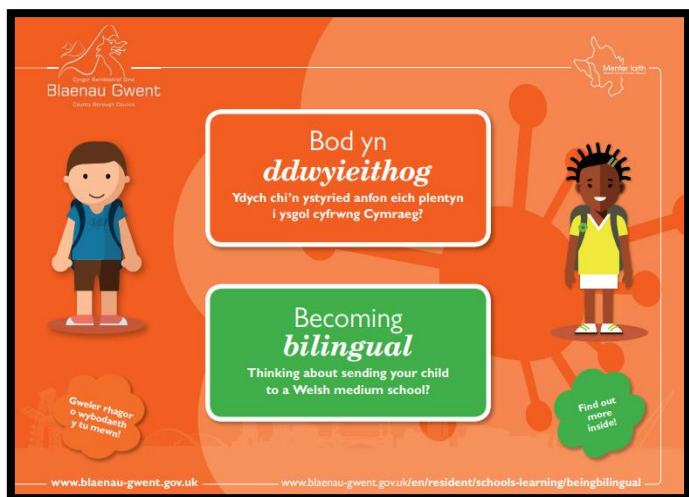 Cyngor Bwrdeistref Sirol
Blaenau Gwent
County Borough Council
Menter Iaith
Bod yn
ddwyieithog
Ydych chi'n ystyried anfon eich plentyn
i ysgol cyfrwng Cymraeg?
Becoming
bilingual
Thinking about sending your child
to a Welsh medium school?
Gweler rhagor
o wybodaeth
y tu mewn!
Find out
more
inside!
www.blaenau-gwent.gov.uk
www.blaenau-gwent.gov.uk/en/resident/schools-learning/beingbilingual